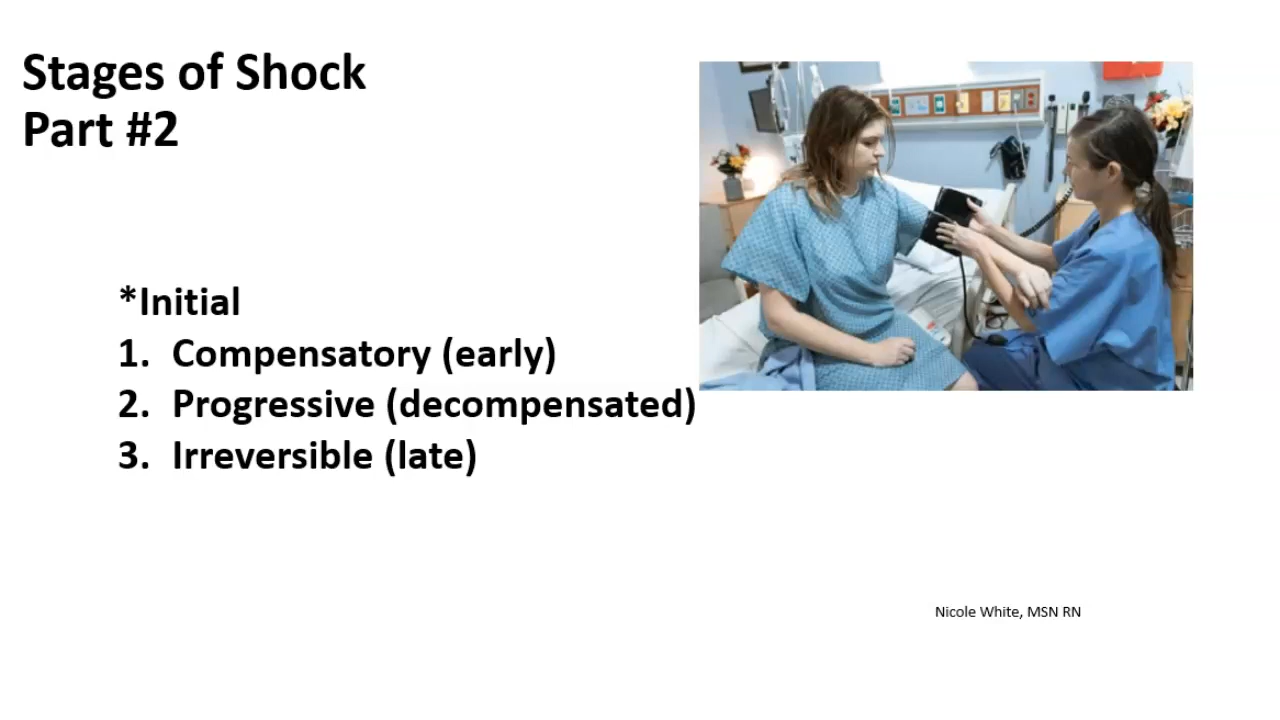 Stages of Shock
Part #2
*Initial
1. Compensatory (early)
2. Progressive (decompensated)
3. Irreversible (late)
Nicole White, MSN RN